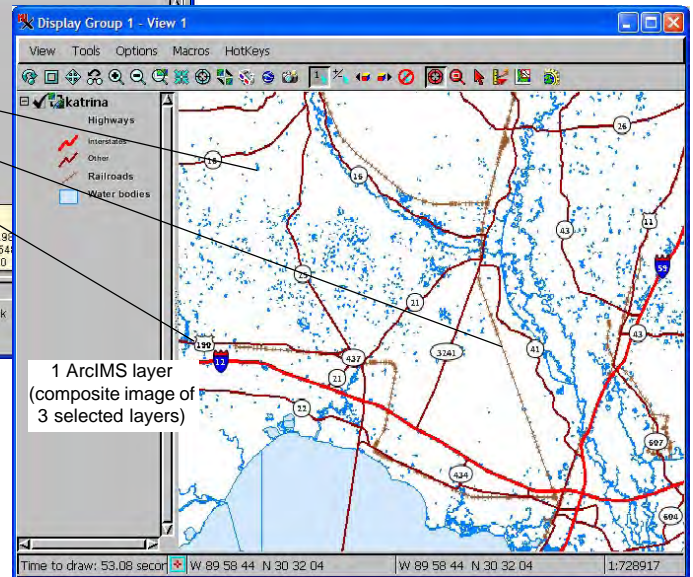 Display Group 1 - View 1
View Tools Options Macros HotKeys
katrina
Highways
Interstates
Other
Railroads
Water bodies
26
26
16
16
43
11
59
25
21
43
190
12
437
3241
41
21
22
434
607
604
1 ArcIMS layer
(composite image of
3 selected layers)
Time to draw: 53.08 secor
W 89 58 44 N 30 32 04
W 89 58 44 N 30 32 04
1:728917